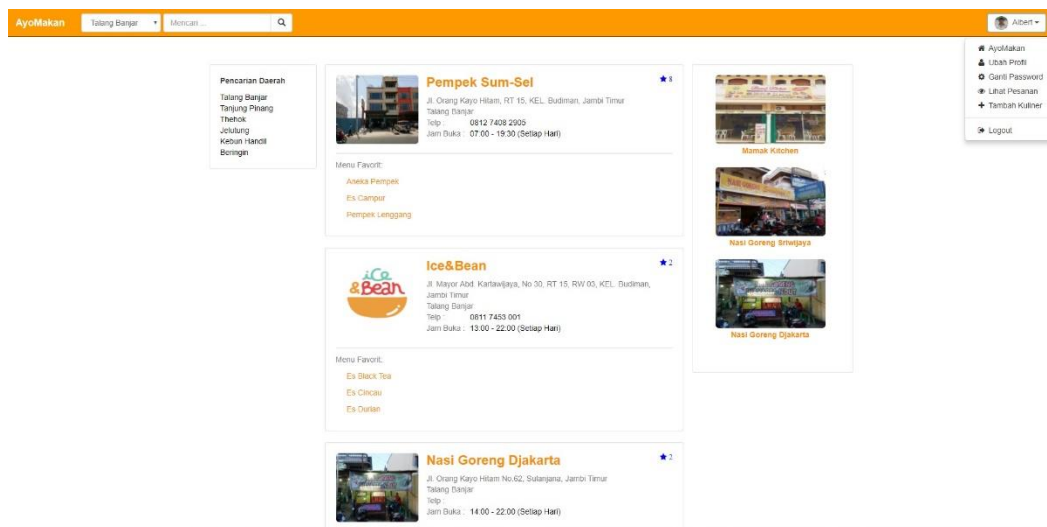 AyoMakan
Talang Banjar
Mencari ...
Albert
AyoMakan
Ubah Profil
Ganti Password
Lihat Pesanan
Tambah Kuliner
Logout
Pencarian Daerah
Talang Banjar
Tanjung Pinang
Thehok
Jelutung
Kebun Handil
Beringin
Pempek Sum-Sel
8
Jl. Orang Kayo Hitam, RT 15, KEL. Budiman, Jambi Timur
Talang Banjar
Telp : 0812 7408 2905
Jam Buka : 07:00 - 19:30 (Setiap Hari)
Menu Favorit:
Aneka Pempek
Es Campur
Pempek Lenggang
Ice&Bean
2
ice
&Bean
Jl. Mayor Abd. Kartawijaya, No 30, RT 15, RW 05, KEL. Budiman,
Jambi Timur
Talang Banjar
Telp : 0811 7453 001
Jam Buka : 13:00 - 22:00 (Setiap Hari)
Menu Favorit:
Es Black Tea
Es Cincau
Es Durian
Nasi Goreng Djakarta
2
Jl. Orang Kayo Hitam No.62, Sulanjana, Jambi Timur
Talang Banjar
Telp :
Jam Buka : 14:00 - 22:00 (Setiap Hari)
Mamak Kitchen
NASI GORENG
Nasi Goreng Sriwijaya
Nasi Goreng Djakarta